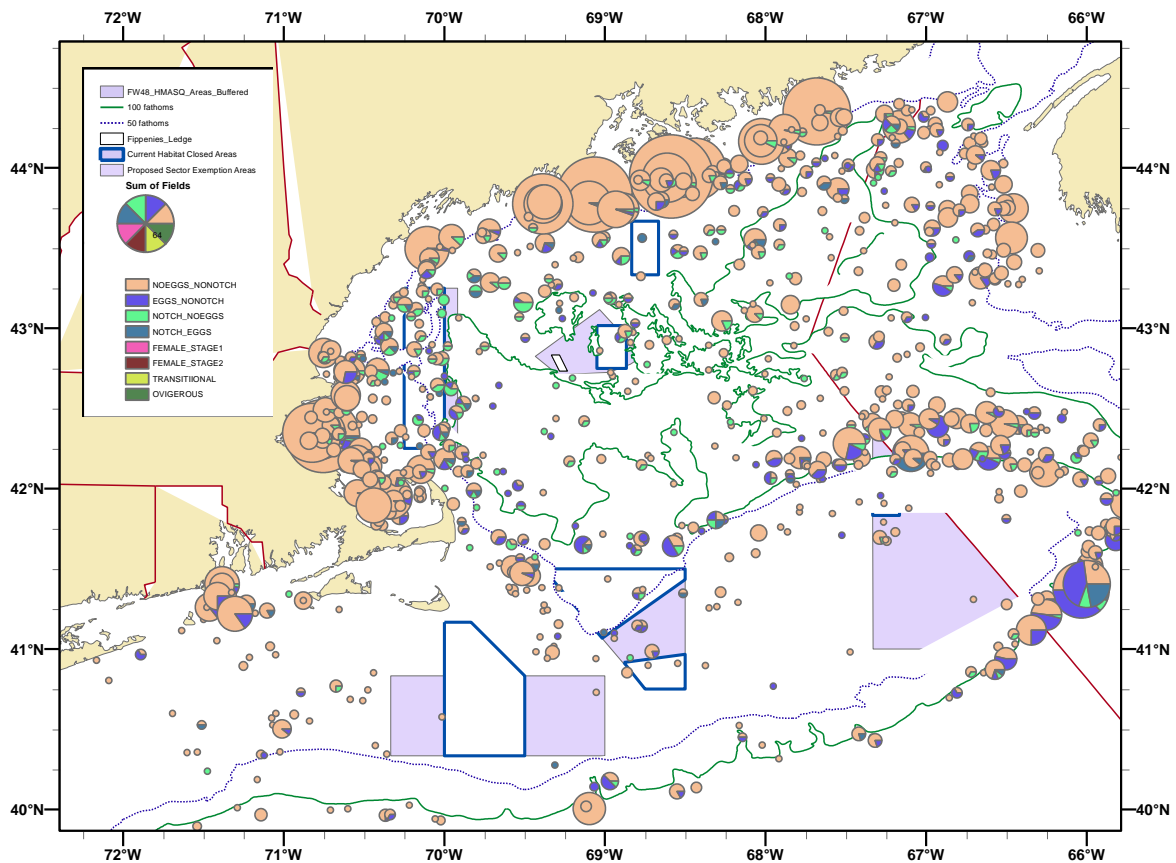 72°W 71°W 70°W 69°W 68°W 67°W 66°W
44°N 44°N
43°N 43°N
42°N 42°N
41°N 41°N
40°N 40°N
FW48_HMASQ_Areas_Buffered
100 fathoms
50 fathoms
Fippenies_Ledge
Current Habitat Closed Areas
Proposed Sector Exemption Areas
Sum of Fields
64
NOEGGS_NONOTCH
EGGS_NONOTCH
NOTCH_NOEGGS
NOTCH_EGGS
FEMALE_STAGE1
FEMALE_STAGE2
TRANSITIIONAL
OVIGEROUS
72°W 71°W 70°W 69°W 68°W 67°W 66°W